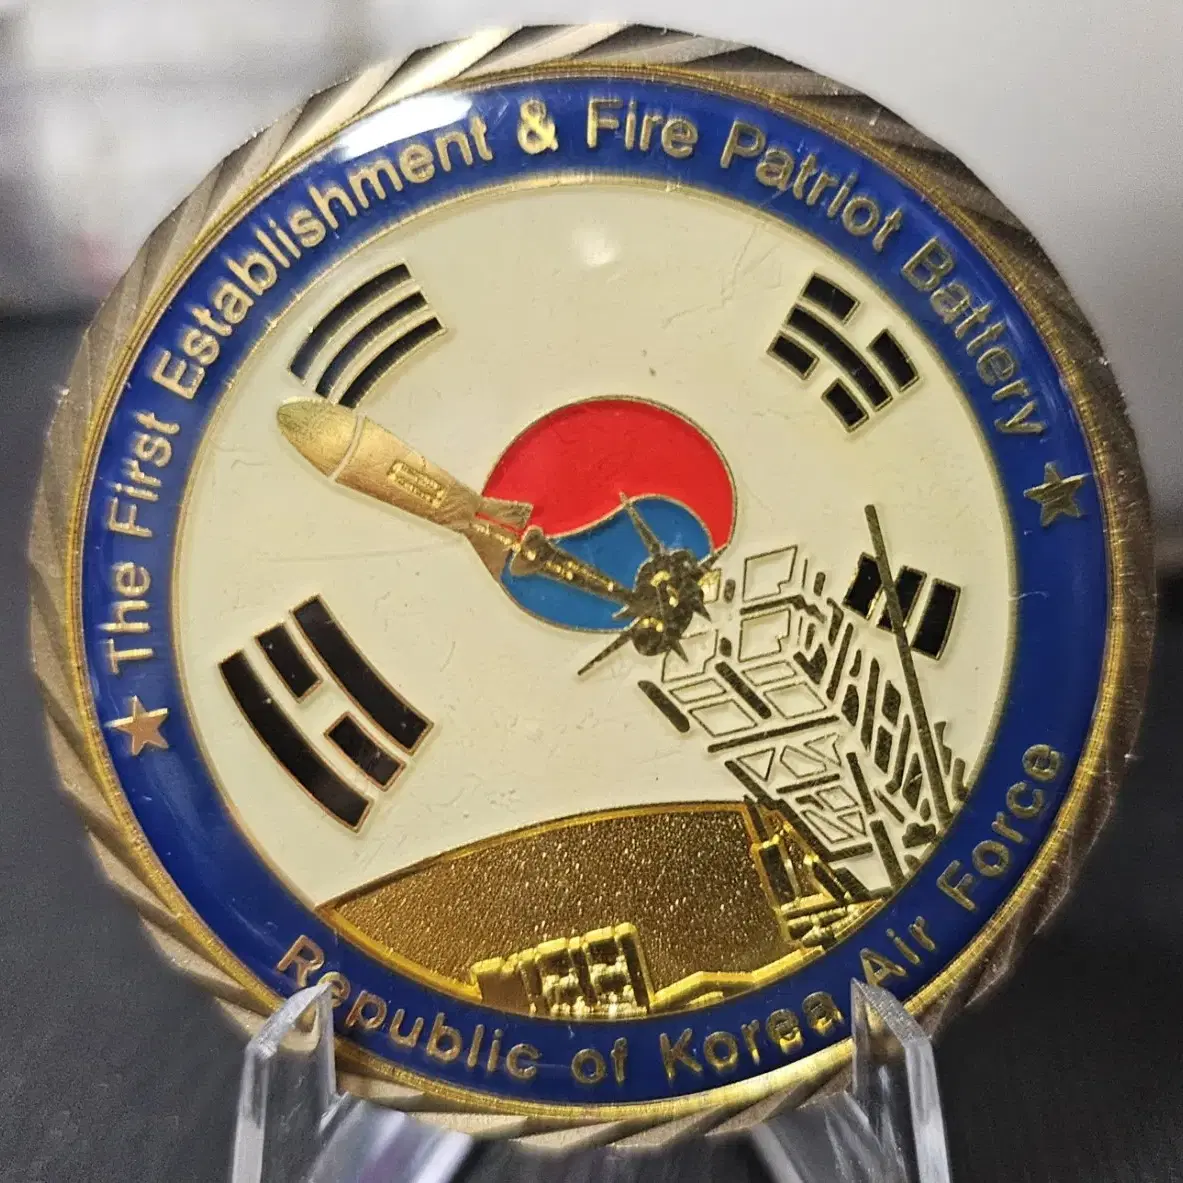 The First Establishment & Fire Patriot Battery
Republic of Korea Air Force